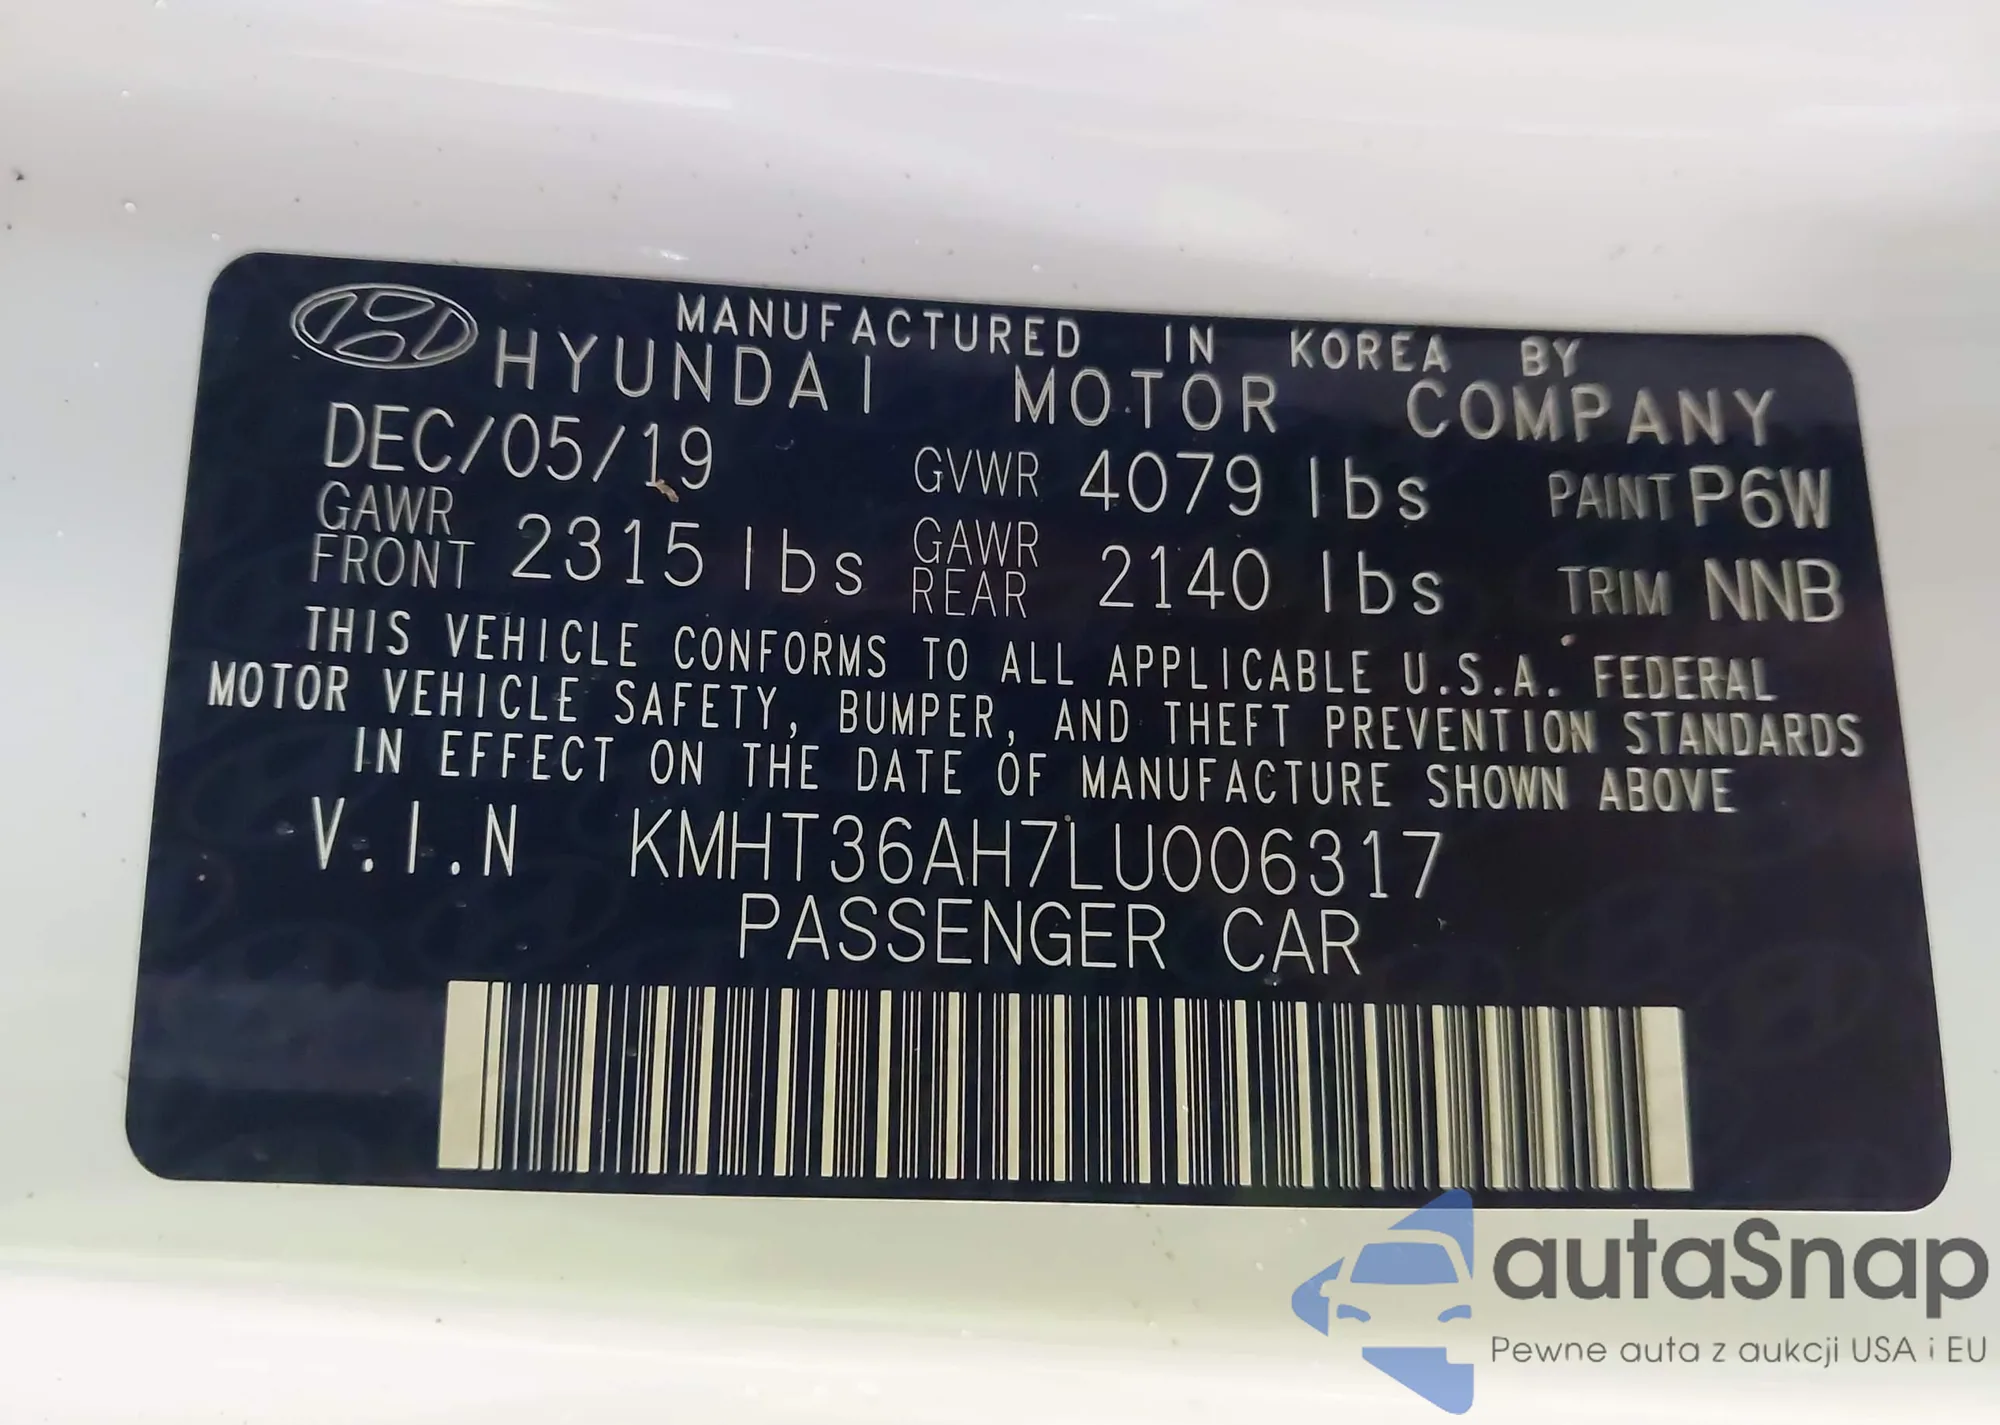 MANUFACTURED IN KOREA BY
HYUNDAI MOTOR COMPANY
DEC/05/19 GVWR 4079 lbs PAINT P6W
GAWR FRONT 2315 lbs GAWR REAR 2140 lbs TRIM NNB
THIS VEHICLE CONFORMS TO ALL APPLICABLE U.S.A. FEDERAL
MOTOR VEHICLE SAFETY, BUMPER, AND THEFT PREVENTION STANDARDS
IN EFFECT ON THE DATE OF MANUFACTURE SHOWN ABOVE
V.I.N KMHT36AH7LU006317
PASSENGER CAR
autaSnap
Pewne auta z aukcji USA i EU